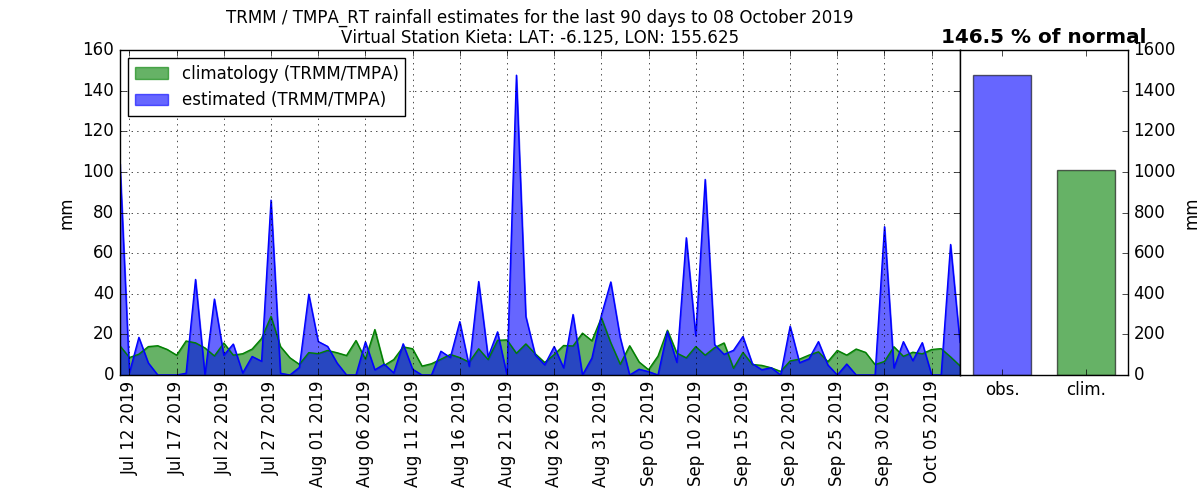 TRMM / TMPA_RT rainfall estimates for the last 90 days to 08 October 2019
Virtual Station Kieta: LAT: -6.125, LON: 155.625
146.5 % of normal
climatology (TRMM/TMPA)
estimated (TRMM/TMPA)
mm
160
140
120
100
80
60
40
20
0
Jul 12 2019
Jul 17 2019
Jul 22 2019
Jul 27 2019
Aug 01 2019
Aug 06 2019
Aug 11 2019
Aug 16 2019
Aug 21 2019
Aug 26 2019
Aug 31 2019
Sep 05 2019
Sep 10 2019
Sep 15 2019
Sep 20 2019
Sep 25 2019
Sep 30 2019
Oct 05 2019
obs.
clim.
1600
1400
1200
1000
800
600
400
200
0
mm